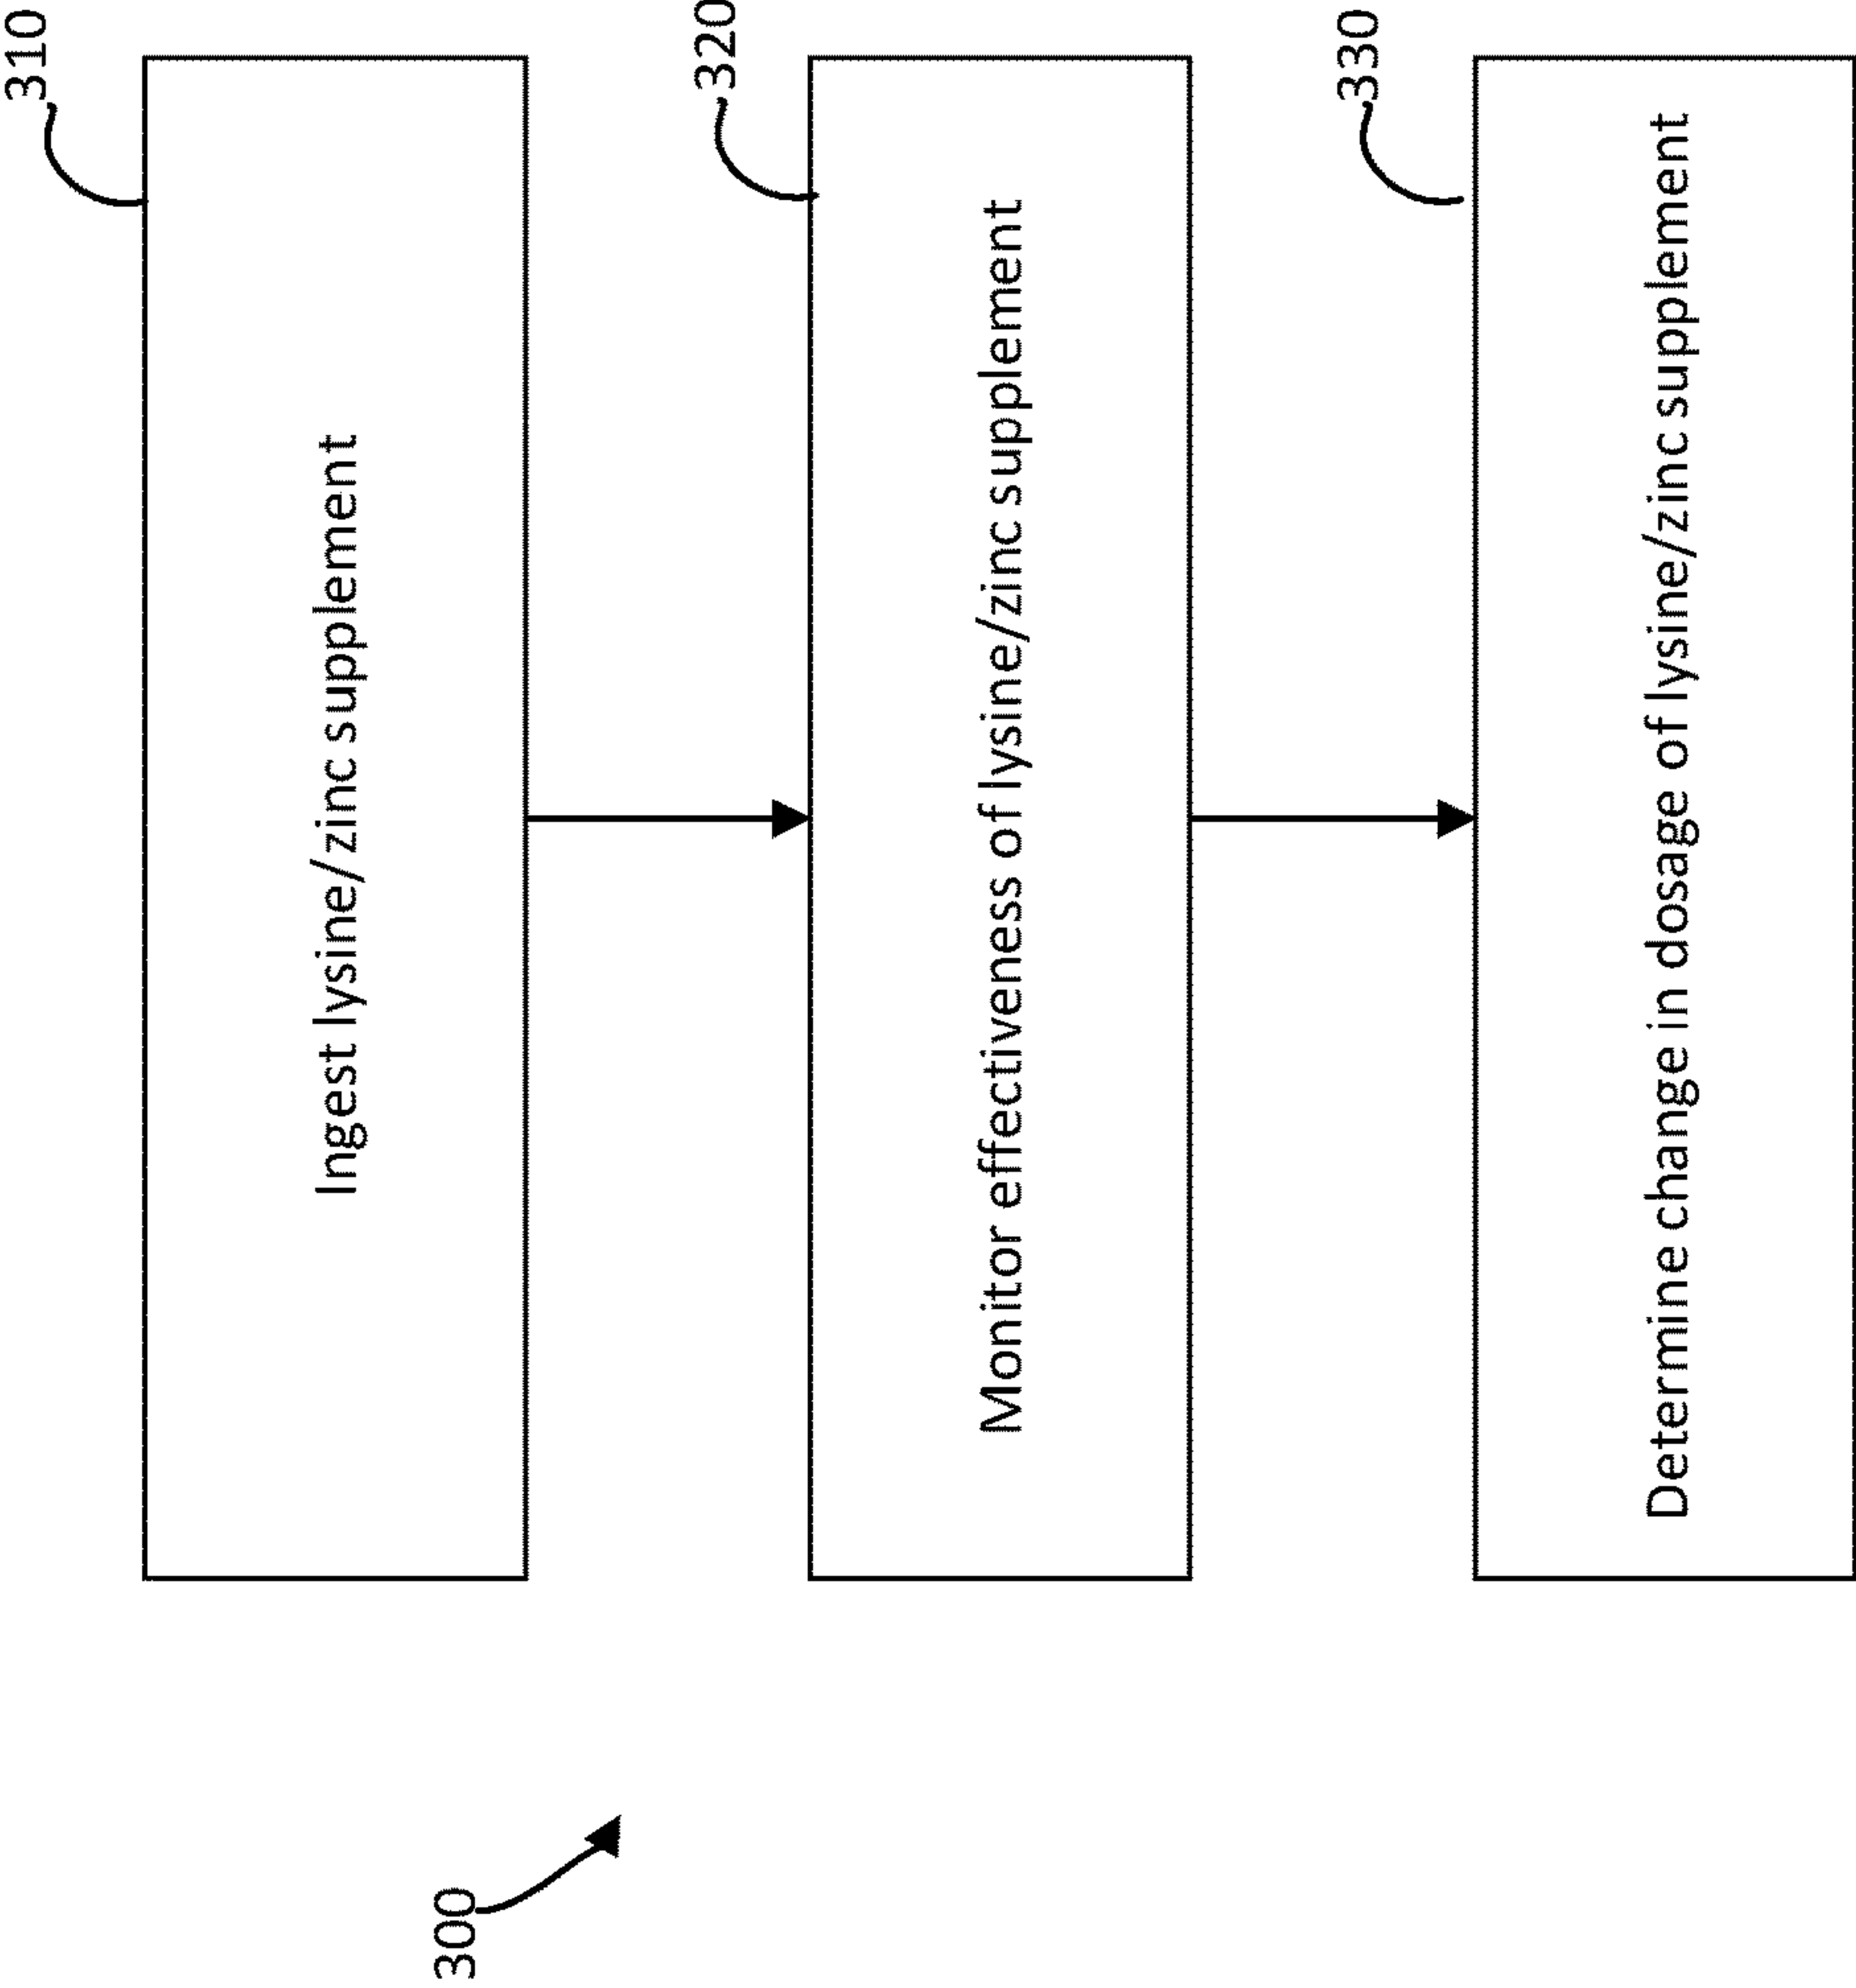 300
310
Ingest lysine/zinc supplement
320
Monitor effectiveness of lysine/zinc supplement
330
Determine change in dosage of lysine/zinc supplement